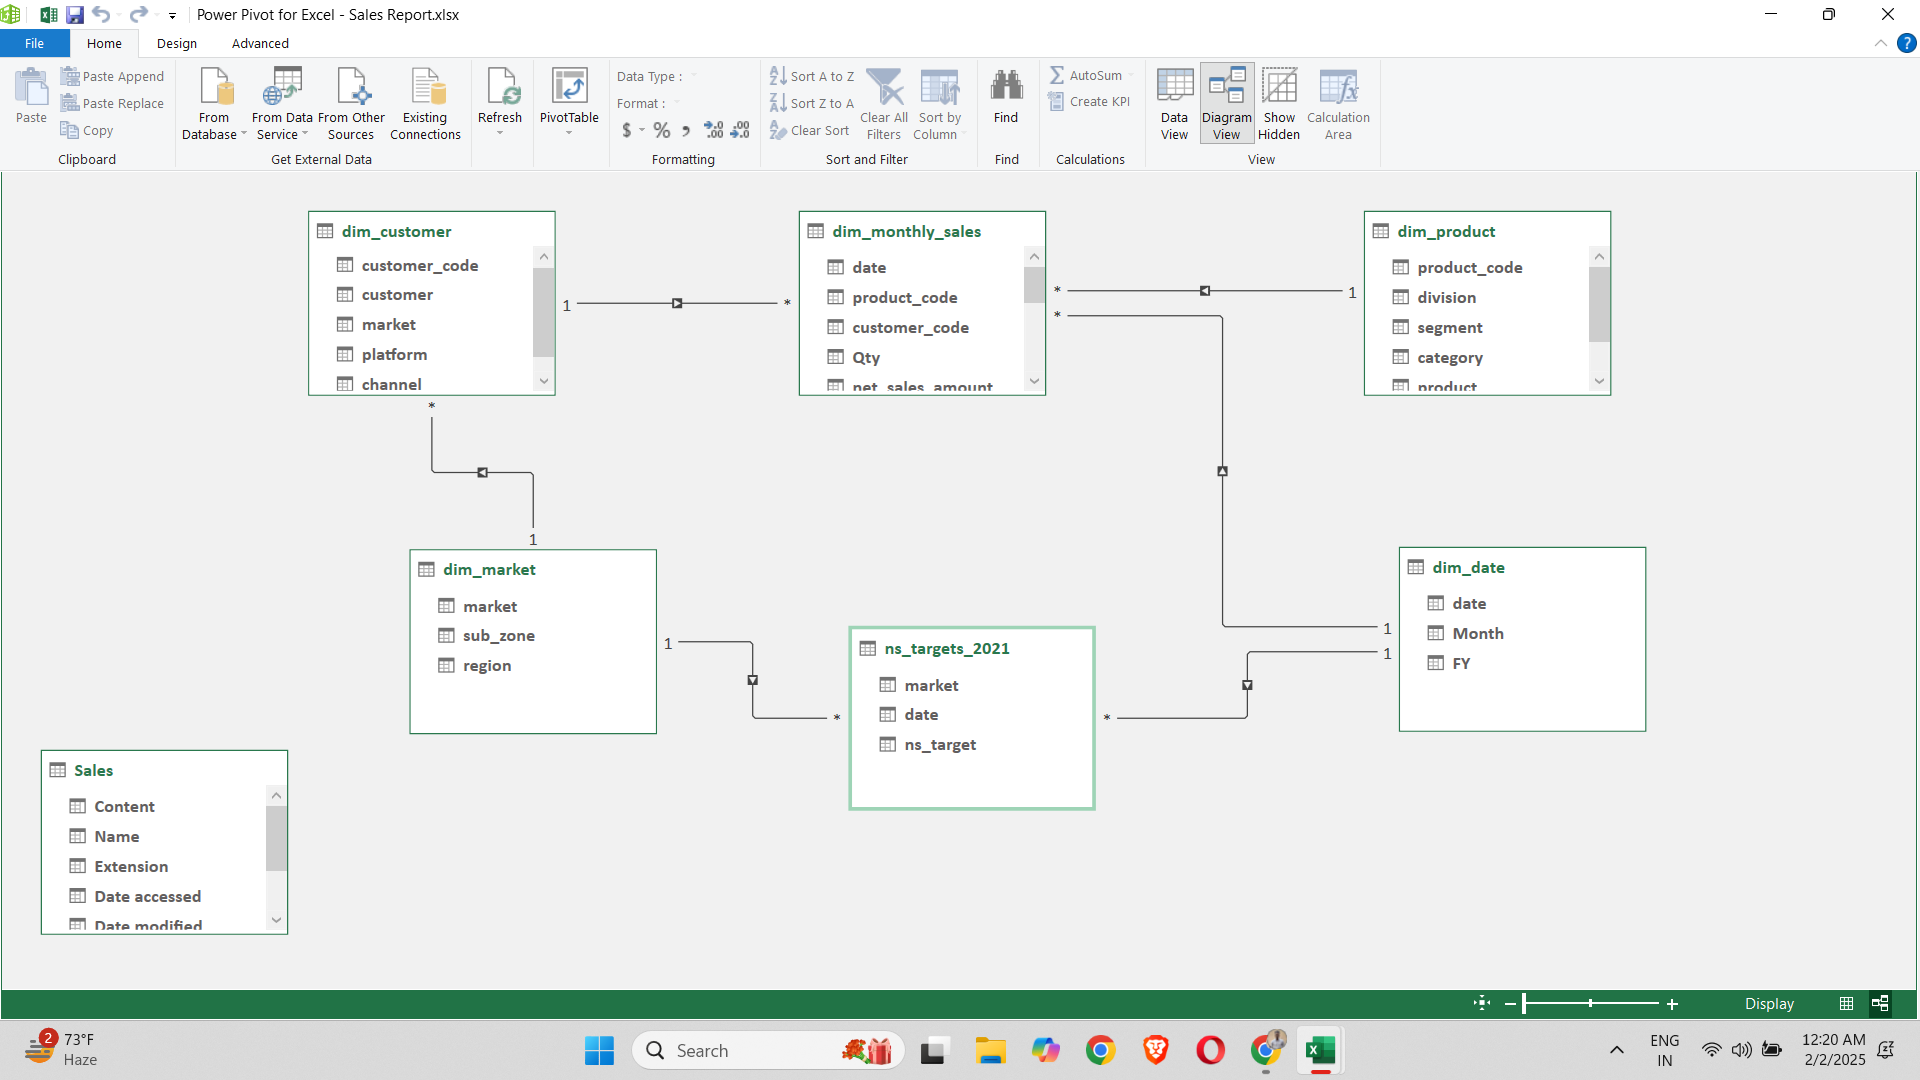 Power Pivot for Excel - Sales Report.xlsx
File Home Design Advanced
Paste
Paste Append
Paste Replace
Copy
Clipboard
From Database
From Data Service
From Other Sources
Existing Connections
Get External Data
Refresh
PivotTable
Data Type :
Format :
$ % ,
Formatting
Sort A to Z
Sort Z to A
Clear Sort
Clear All Filters
Sort by Column
Sort and Filter
Find
Find
AutoSum
Create KPI
Calculations
Data View
Diagram View
Show Hidden
Calculation Area
View
dim_customer
customer_code
customer
market
platform
channel
1 *
dim_monthly_sales
date
product_code
customer_code
Qty
net_sales_amount
* 1
*
dim_product
product_code
division
segment
category
product
*
1
dim_market
market
sub_zone
region
1 *
ns_targets_2021
market
date
ns_target
* 1
1
dim_date
date
Month
FY
Sales
Content
Name
Extension
Date accessed
Date modified
Display
2
73°F
Haze
Search
ENG
IN
12:20 AM
2/2/2025